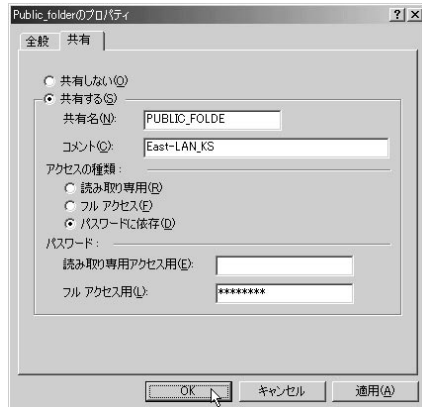 Public_folderのプロパティ
全般 共有
共有しない(O)
共有する(S)
共有名(N): PUBLIC_FOLDE
コメント(C): East-LAN_KS
アクセスの種類:
読み取り専用(R)
フル アクセス(F)
パスワードに依存(D)
パスワード:
読み取り専用アクセス用(E):
フル アクセス用(L): ********
OK キャンセル 適用(A)